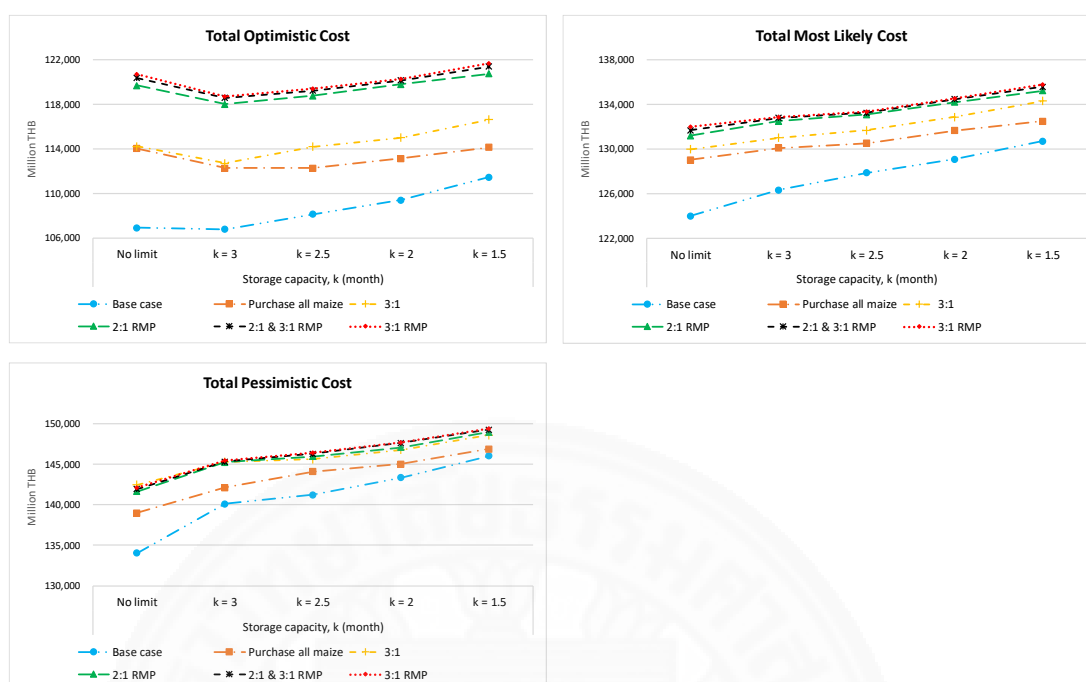 Total Optimistic Cost
Million THB
122,000
118,000
114,000
110,000
106,000
No limit k = 3 k = 2.5 k = 2 k = 1.5
Storage capacity, k (month)
Base case Purchase all maize 3:1
2:1 RMP 2:1 & 3:1 RMP 3:1 RMP
Total Most Likely Cost
Million THB
138,000
134,000
130,000
126,000
122,000
No limit k = 3 k = 2.5 k = 2 k = 1.5
Storage capacity, k (month)
Base case Purchase all maize 3:1
2:1 RMP 2:1 & 3:1 RMP 3:1 RMP
Total Pessimistic Cost
Million THB
150,000
145,000
140,000
135,000
130,000
No limit k = 3 k = 2.5 k = 2 k = 1.5
Storage capacity, k (month)
Base case Purchase all maize 3:1
2:1 RMP 2:1 & 3:1 RMP 3:1 RMP